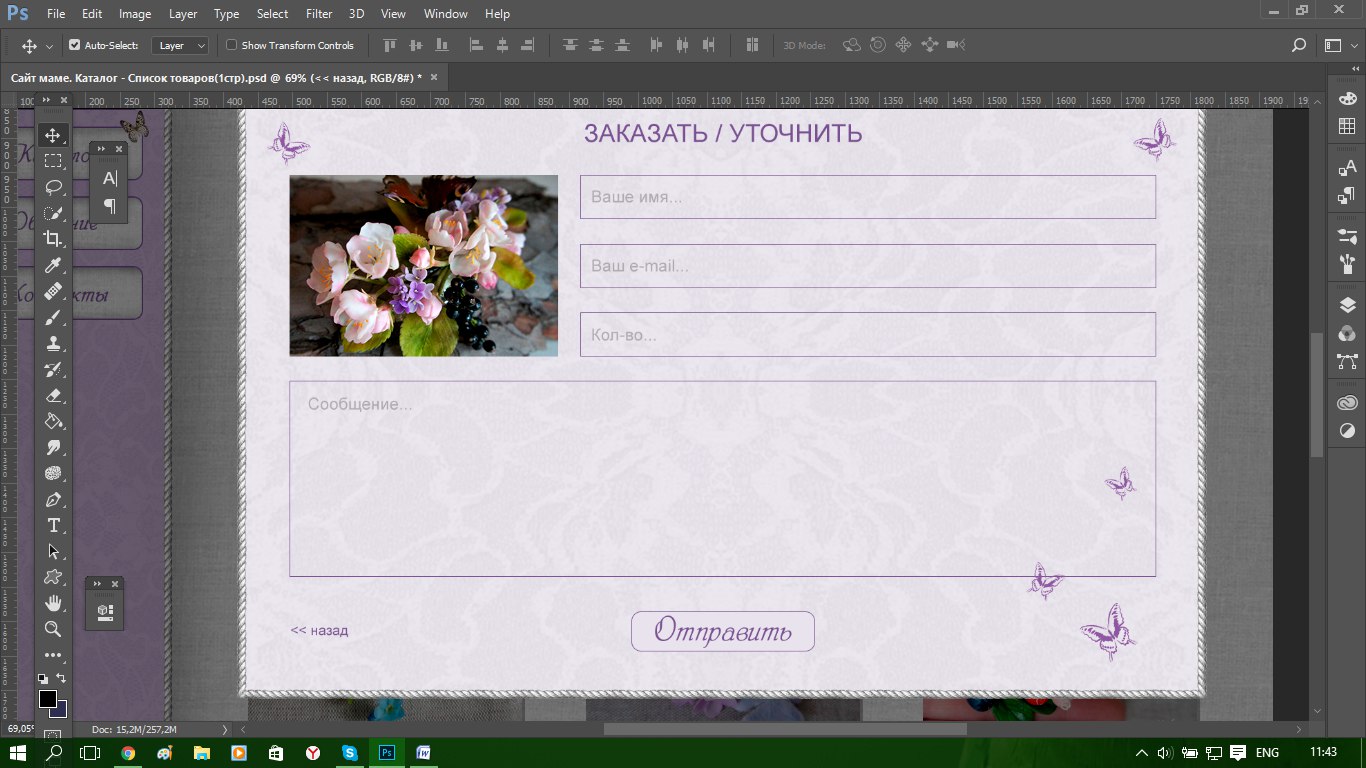 Ps File Edit Image Layer Type Select Filter 3D View Window Help
Auto-Select: Layer Show Transform Controls 3D Mode:
Сайт маме. Каталог - Список товаров(1стр).psd @ 69% (<< назад, RGB/8#) * ×
200 250 300 350 400 450 500 550 600 650 700 750 800 850 900 950 1000 1050 1100 1150 1200 1250 1300 1350 1400 1450 1500 1550 1600 1650 1700 1750 1800 1850 1900
ЗАКАЗАТЬ / УТОЧНИТЬ
Ваше имя...
Ваш e-mail...
Кол-во...
Сообщение...
<< назад
Отправить
69,05%
Doc: 15,2M/257,2M
ENG
11:43